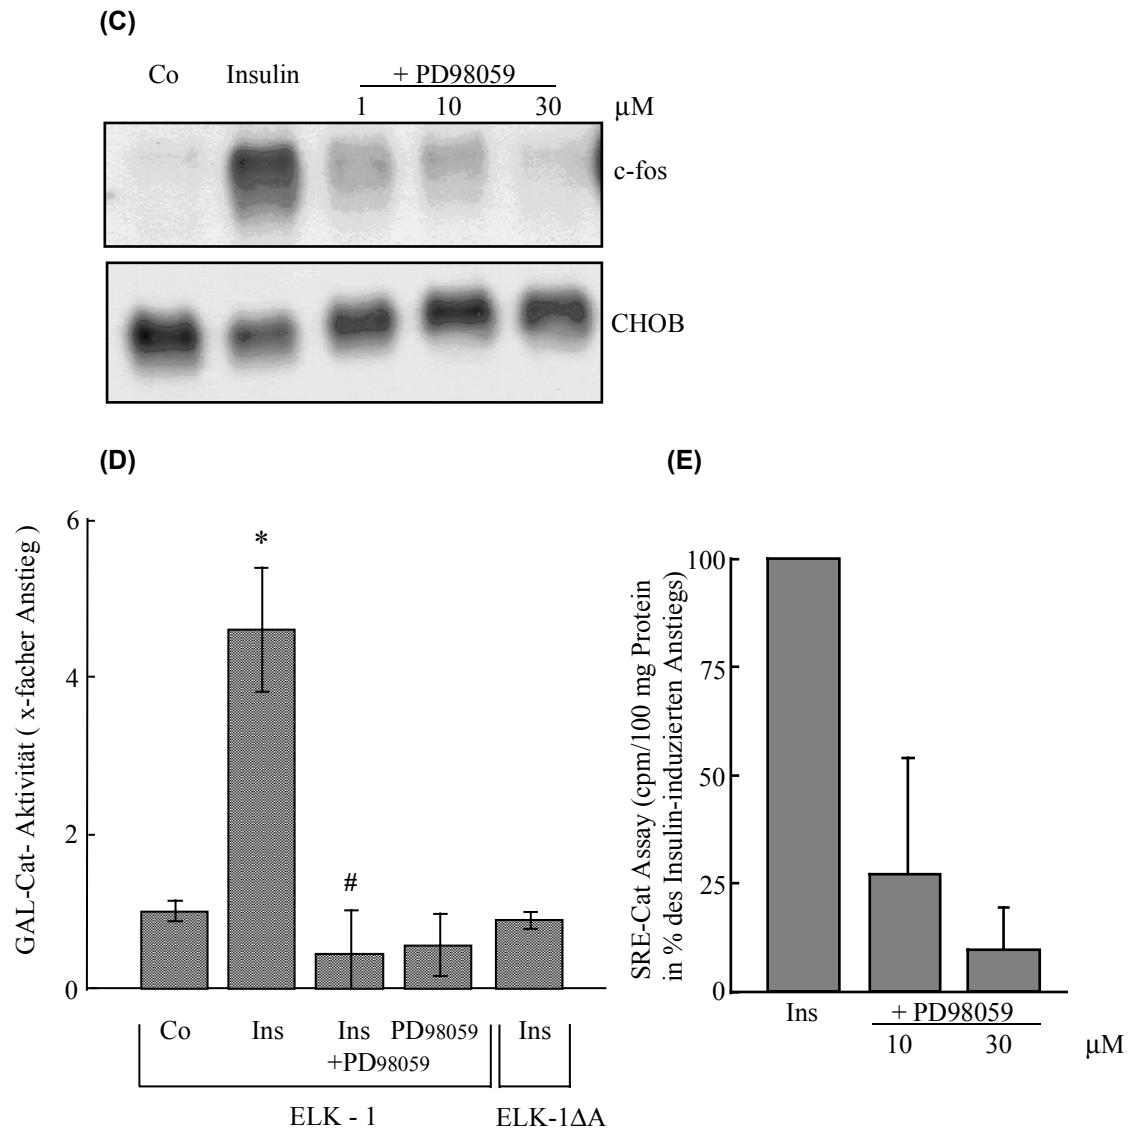 (C)
Co Insulin + PD98059
1 10 30 µM
c-fos
CHOB
(D)
GAL-Cat- Aktivität ( x-facher Anstieg )
6
4
2
0
*
#
Co Ins Ins PD98059 Ins
+PD98059
ELK - 1 ELK-1ΔA
(E)
SRE-Cat Assay (cpm/100 mg Protein
in % des Insulin-induzierten Anstiegs)
100
75
50
25
0
Ins + PD98059
10 30 µM